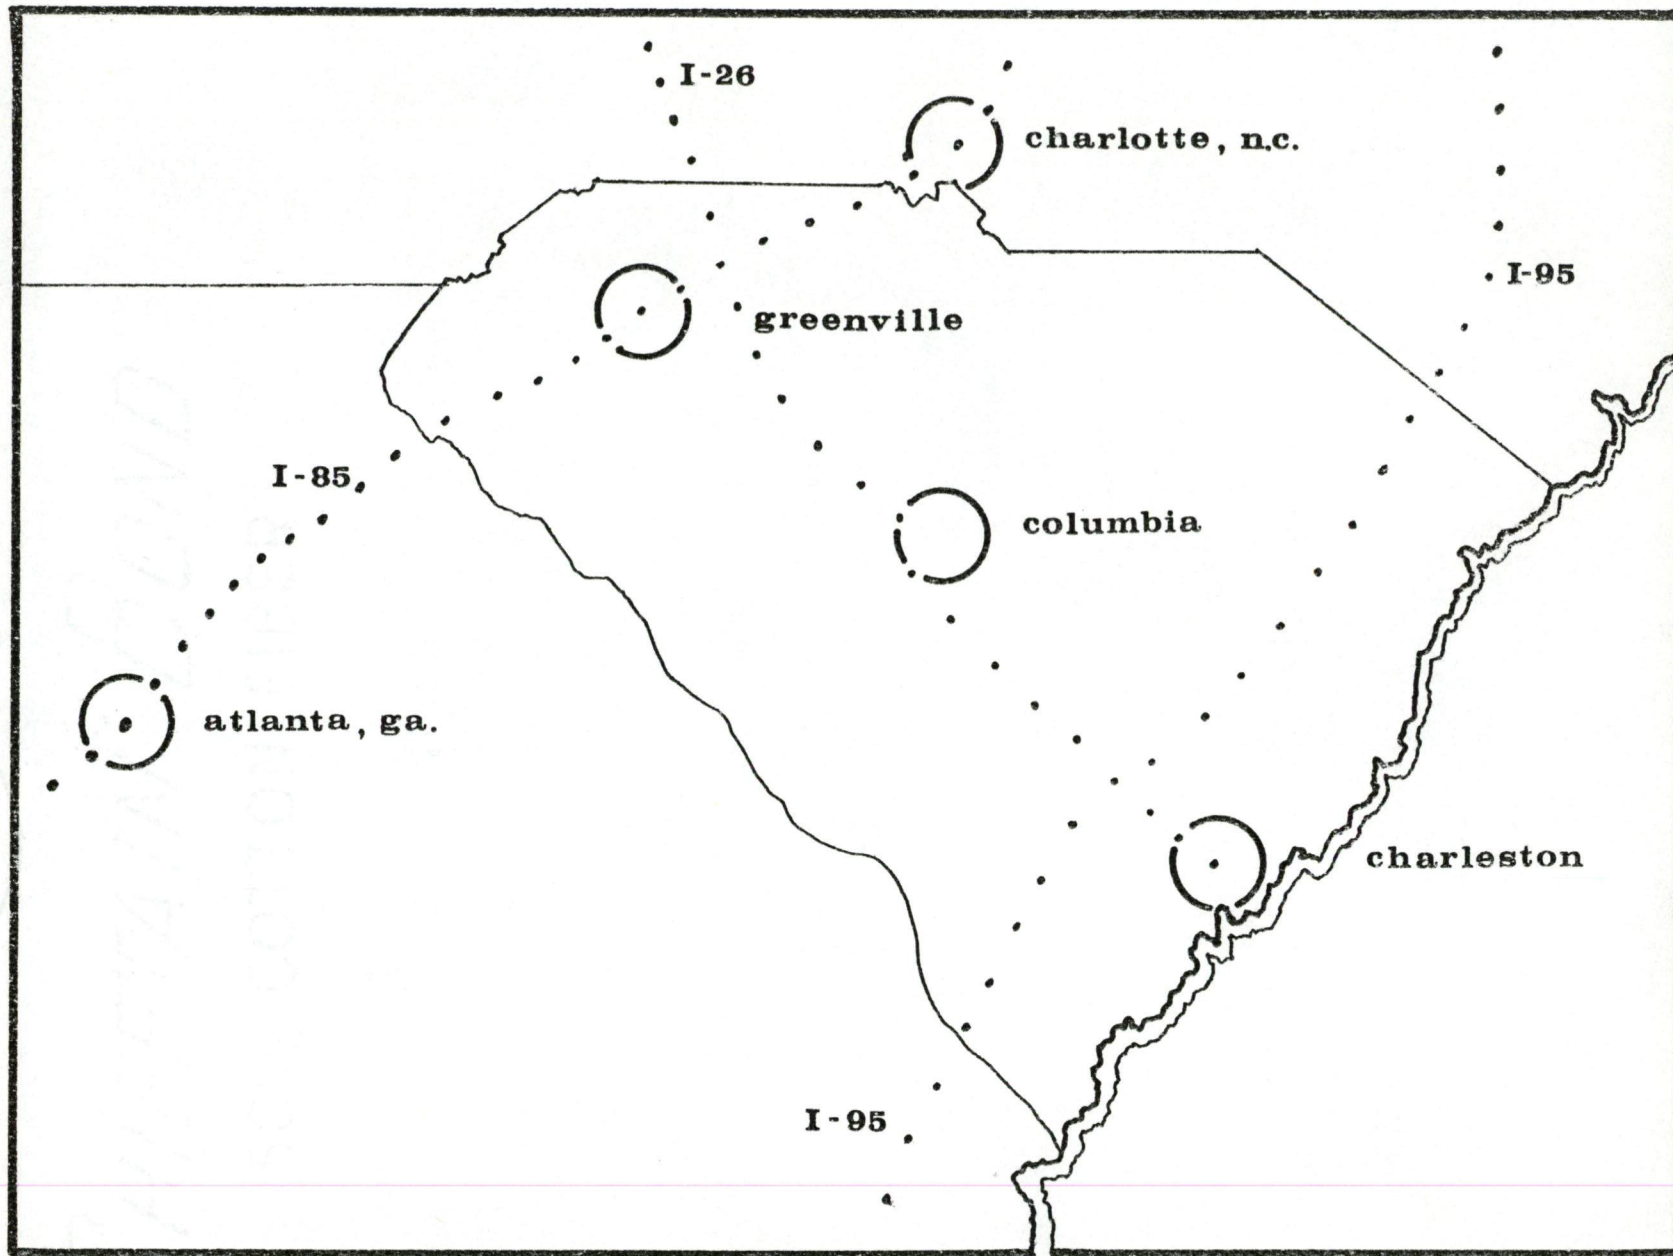 I-26
charlotte, n.c.
I-95
greenville
I-85
columbia
atlanta, ga.
charleston
I-95